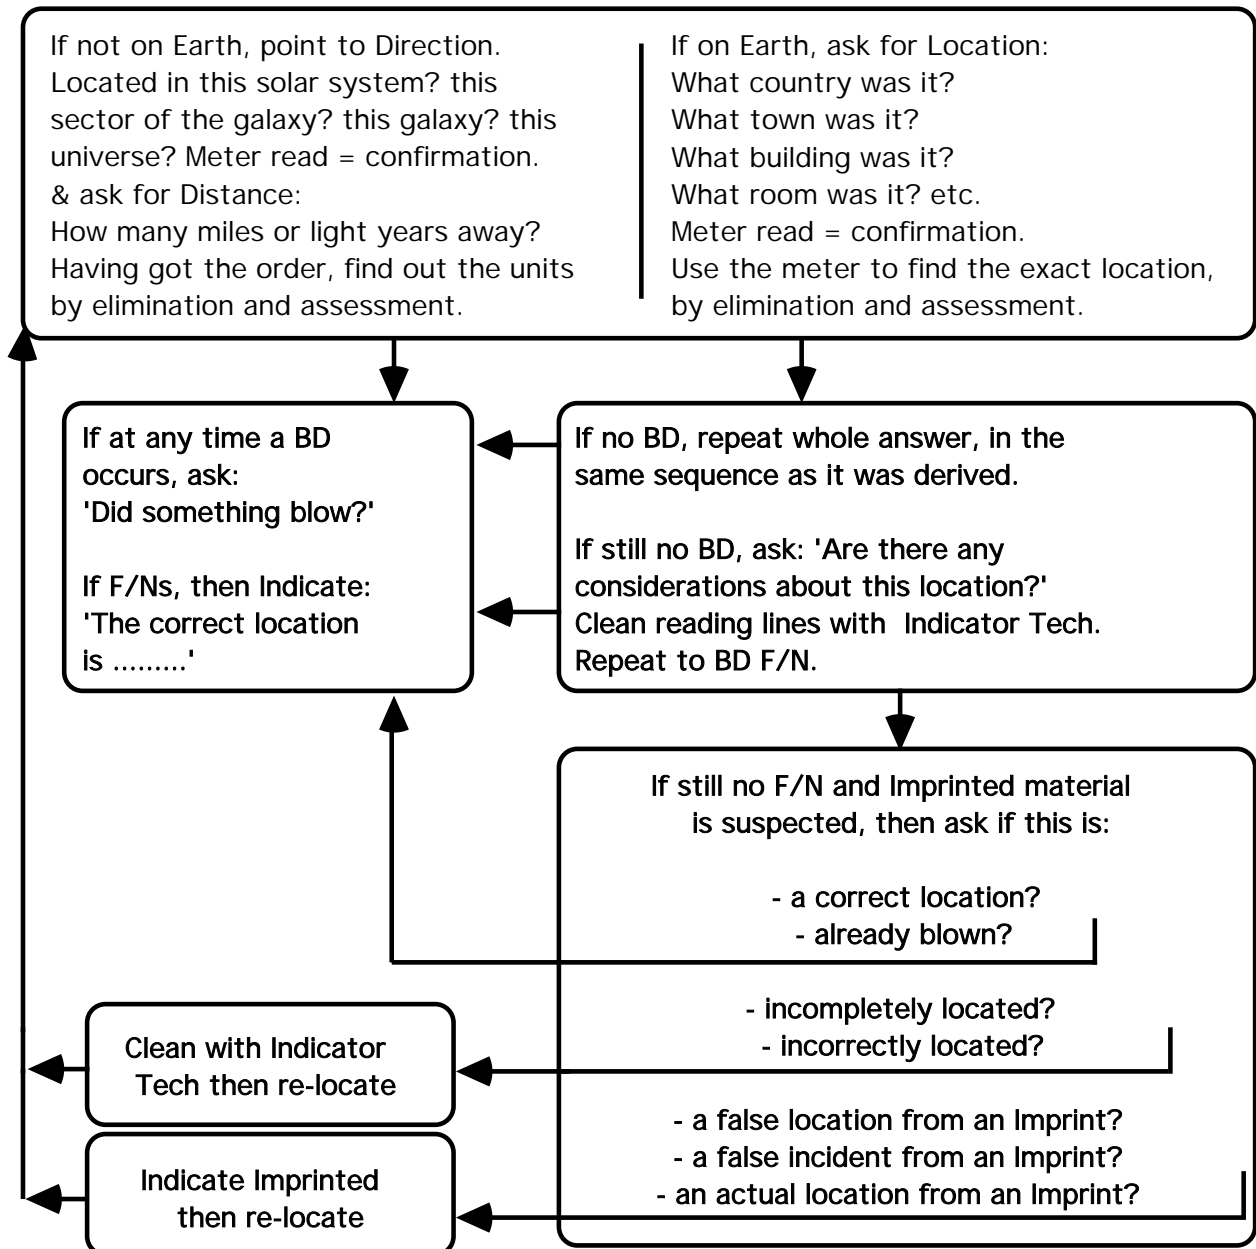 If not on Earth, point to Direction.
Located in this solar system? this
sector of the galaxy? this galaxy? this
universe? Meter read = confirmation.
& ask for Distance:
How many miles or light years away?
Having got the order, find out the units
by elimination and assessment.
If on Earth, ask for Location:
What country was it?
What town was it?
What building was it?
What room was it? etc.
Meter read = confirmation.
Use the meter to find the exact location,
by elimination and assessment.
If at any time a BD
occurs, ask:
'Did something blow?'
If F/Ns, then Indicate:
'The correct location
is .........'
If no BD, repeat whole answer, in the
same sequence as it was derived.
If still no BD, ask: 'Are there any
considerations about this location?'
Clean reading lines with Indicator Tech.
Repeat to BD F/N.
If still no F/N and Imprinted material
is suspected, then ask if this is:
- a correct location?
- already blown?
- incompletely located?
- incorrectly located?
- a false location from an Imprint?
- a false incident from an Imprint?
- an actual location from an Imprint?
Clean with Indicator
Tech then re-locate
Indicate Imprinted
then re-locate